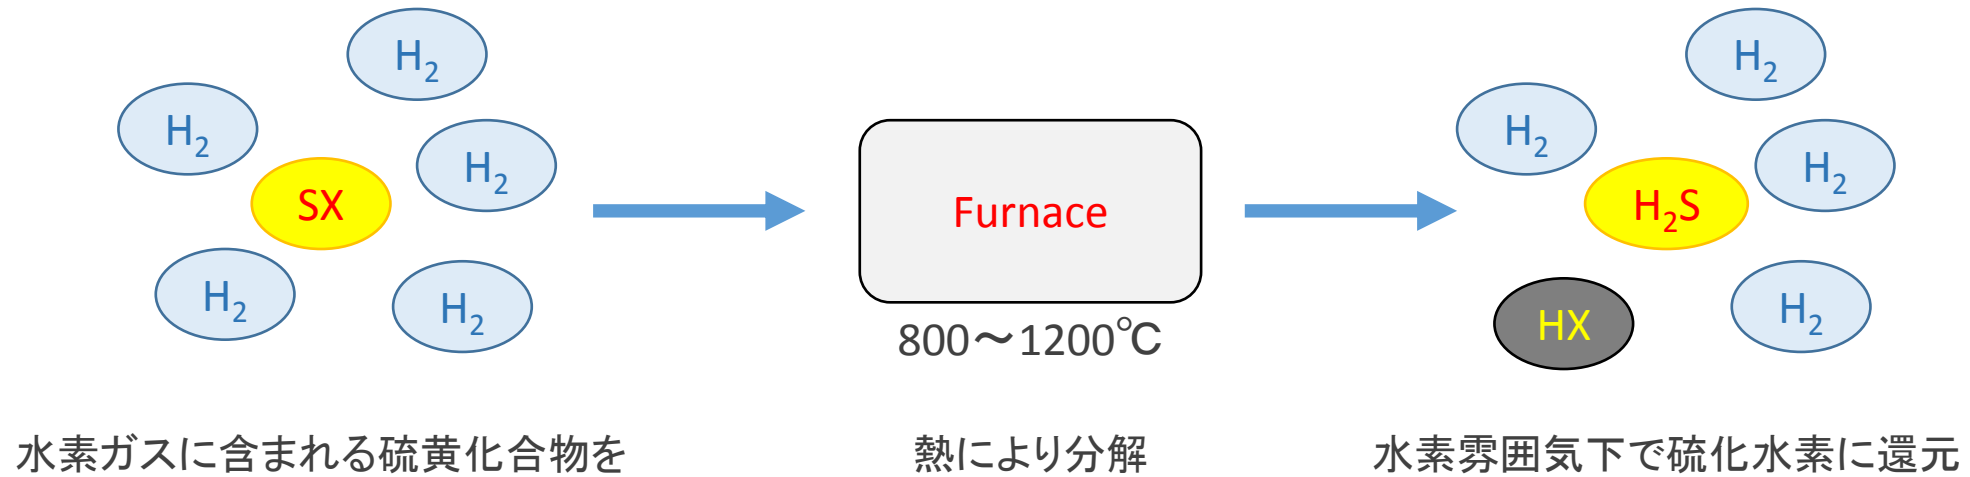 H₂
H₂
H₂
SX
H₂
H₂
Furnace
800～1200℃
H₂
H₂
H₂
H₂S
H₂
HX
水素ガスに含まれる硫黄化合物を
熱により分解
水素雰囲気下で硫化水素に還元